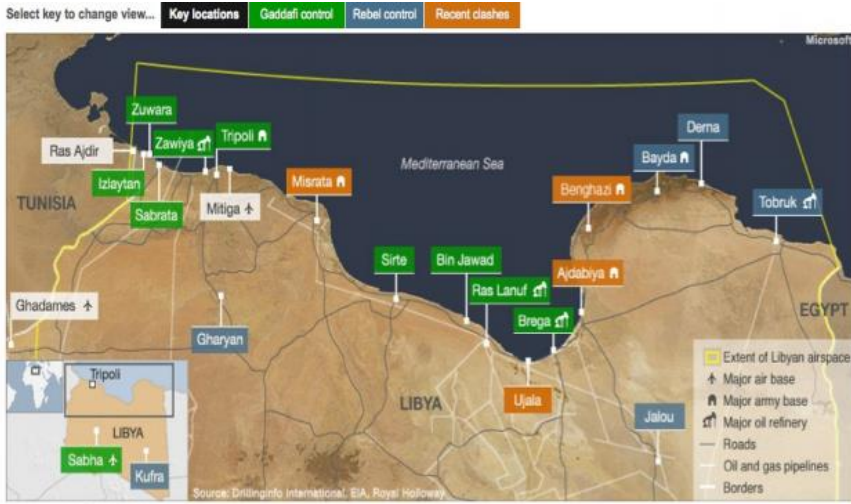 Select key to change view... Key locations Gaddafi control Rebel control Recent clashes
Microsoft
Zuwara
Ras Ajdir
Zawiya
Tripoli
Derna
Mediterranean Sea
Bayda
Izlaytan
Misrata
Benghazi
TUNISIA
Sabrata
Mitiga
Tobruk
Sirte
Bin Jawad
Ajdabiya
Ras Lanuf
Ghadames
EGYPT
Gharyan
Brega
Extent of Libyan airspace
Major air base
Major army base
Major oil refinery
Roads
Oil and gas pipelines
Borders
Tripoli
LIBYA
Ujala
Jalou
LIBYA
Sabha
Kufra
Source: Drillinginfo International, EIA, Royal Holloway